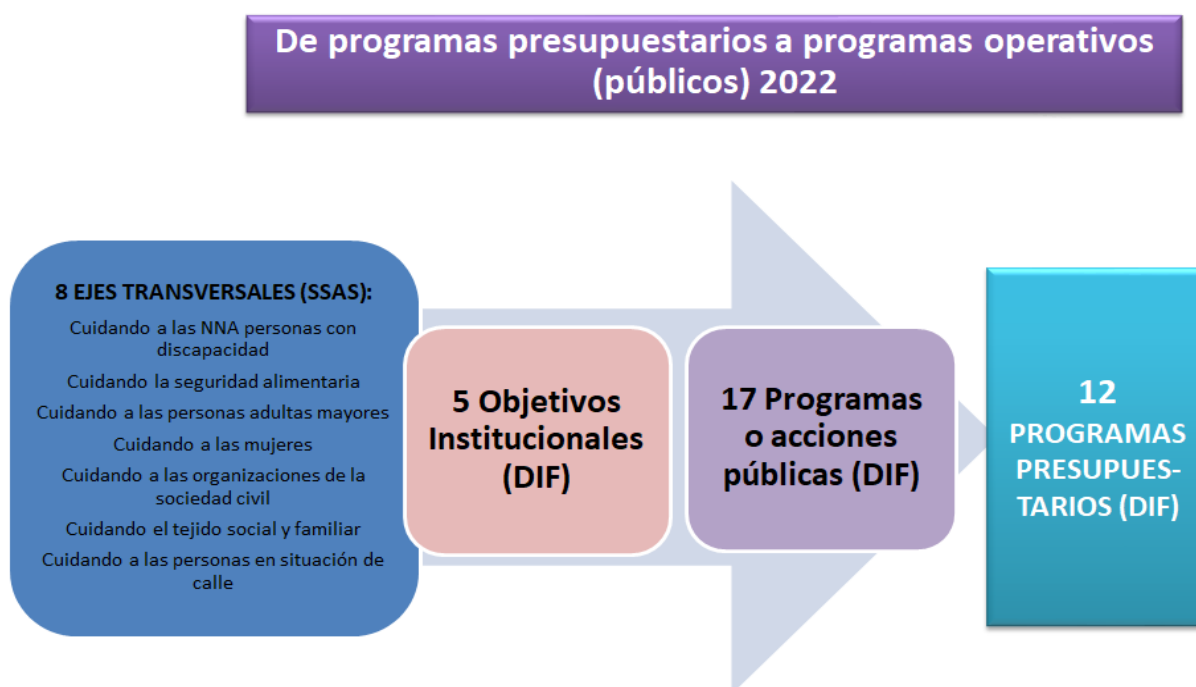 De programas presupuestarios a programas operativos
(públicos) 2022
8 EJES TRANSVERSALES (SSAS):
Cuidando a las NNA personas con
discapacidad
Cuidando la seguridad alimentaria
Cuidando a las personas adultas mayores
Cuidando a las mujeres
Cuidando a las organizaciones de la
sociedad civil
Cuidando el tejido social y familiar
Cuidando a las personas en situación de
calle
5 Objetivos
Institucionales
(DIF)
17 Programas
o acciones
públicas (DIF)
12
PROGRAMAS
PRESUPUES-
TARIOS (DIF)